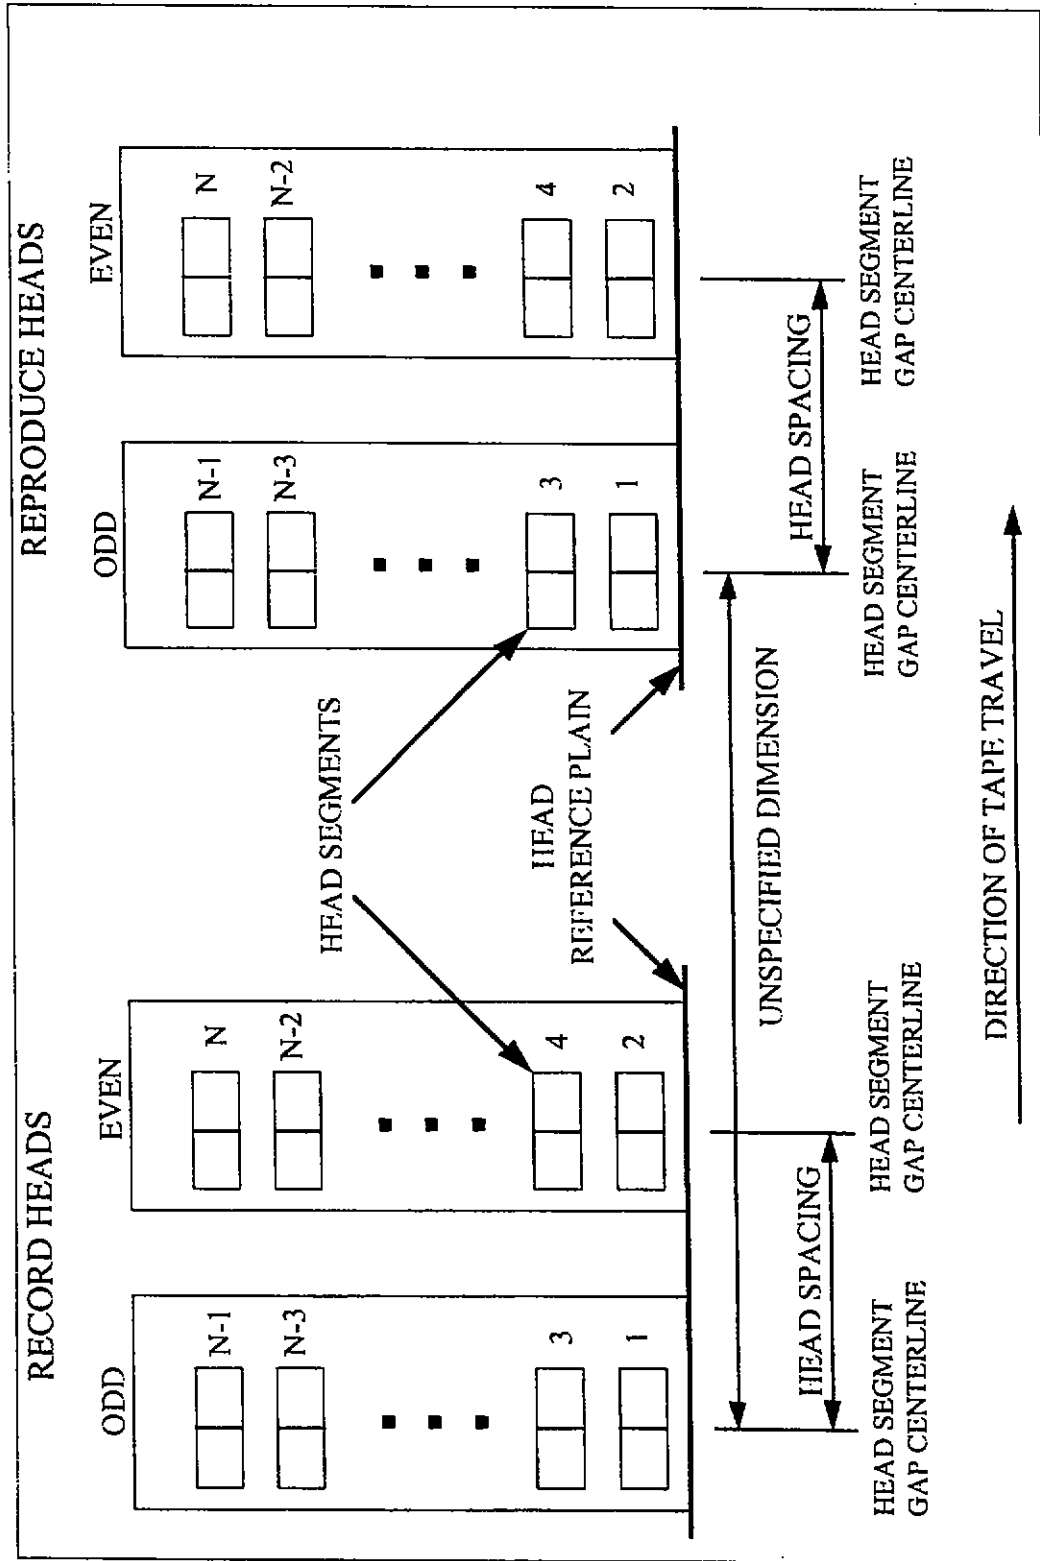 RECORD HEADS
REPRODUCE HEADS
ODD
EVEN
ODD
EVEN
N-1
N
N-1
N
N-3
N-2
N-3
N-2
HEAD SEGMENTS
3
4
3
4
1
2
1
2
HEAD
REFERENCE PLAIN
UNSPECIFIED DIMENSION
HEAD SPACING
HEAD SPACING
HEAD SEGMENT
GAP CENTERLINE
HEAD SEGMENT
GAP CENTERLINE
HEAD SEGMENT
GAP CENTERLINE
HEAD SEGMENT
GAP CENTERLINE
DIRECTION OF TAPE TRAVEL